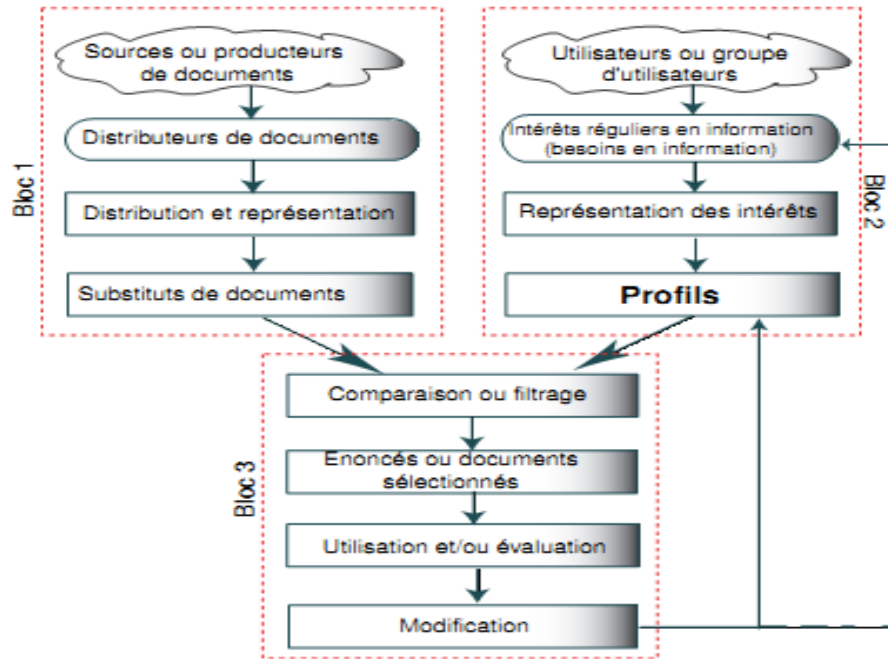 Sources ou producteurs
de documents
Distributeurs de documents
Distribution et représentation
Substituts de documents
Bloc 1
Utilisateurs ou groupe
d'utilisateurs
Intérêts réguliers en information
(besoins en information)
Représentation des intérêts
Profils
Bloc 2
Comparaison ou filtrage
Enoncés ou documents
sélectionnés
Utilisation et/ou évaluation
Modification
Bloc 3